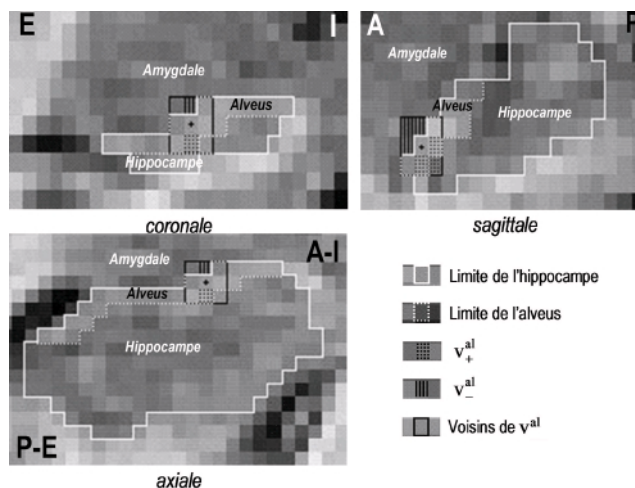 E
I
Amygdale
Alveus
Hippocampe
coronale
A
P
Amygdale
Alveus
Hippocampe
sagittale
A-I
Amygdale
Alveus
Hippocampe
P-E
axiale
Limite de l'hippocampe
Limite de l'alveus
v₊ᵃˡ
v₋ᵃˡ
Voisins de vᵃˡ